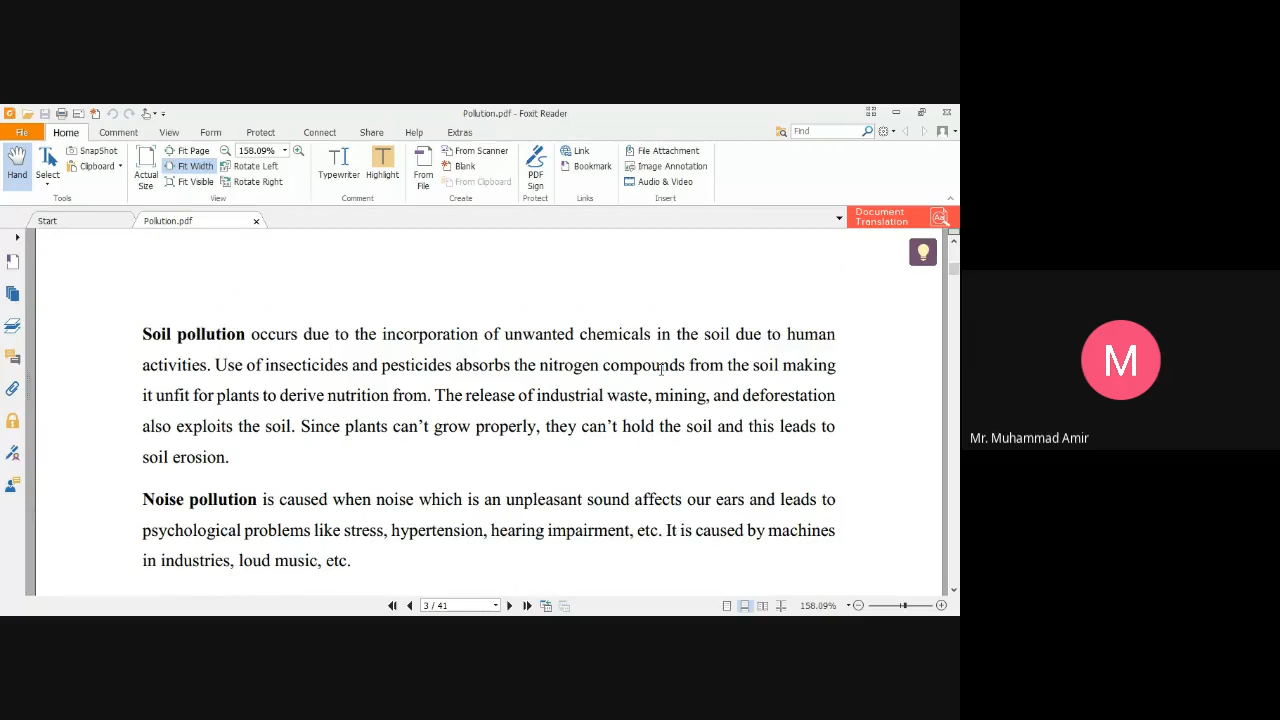 Pollution.pdf - Foxit Reader
File Home Comment View Form Protect Connect Share Help Extras Find
Hand
Select
SnapShot
Clipboard
Tools
Actual Size
Fit Page
Fit Width
Fit Visible
158.09%
Rotate Left
Rotate Right
View
Typewriter
Highlight
Comment
From File
From Scanner
Blank
From Clipboard
Create
PDF Sign
Protect
Link
Bookmark
Links
File Attachment
Image Annotation
Audio & Video
Insert
Start
Pollution.pdf
Document
Translation
Soil pollution occurs due to the incorporation of unwanted chemicals in the soil due to human
activities. Use of insecticides and pesticides absorbs the nitrogen compounds from the soil making
it unfit for plants to derive nutrition from. The release of industrial waste, mining, and deforestation
also exploits the soil. Since plants can’t grow properly, they can’t hold the soil and this leads to
soil erosion.
Noise pollution is caused when noise which is an unpleasant sound affects our ears and leads to
psychological problems like stress, hypertension, hearing impairment, etc. It is caused by machines
in industries, loud music, etc.
3 / 41
158.09%
M
Mr. Muhammad Amir